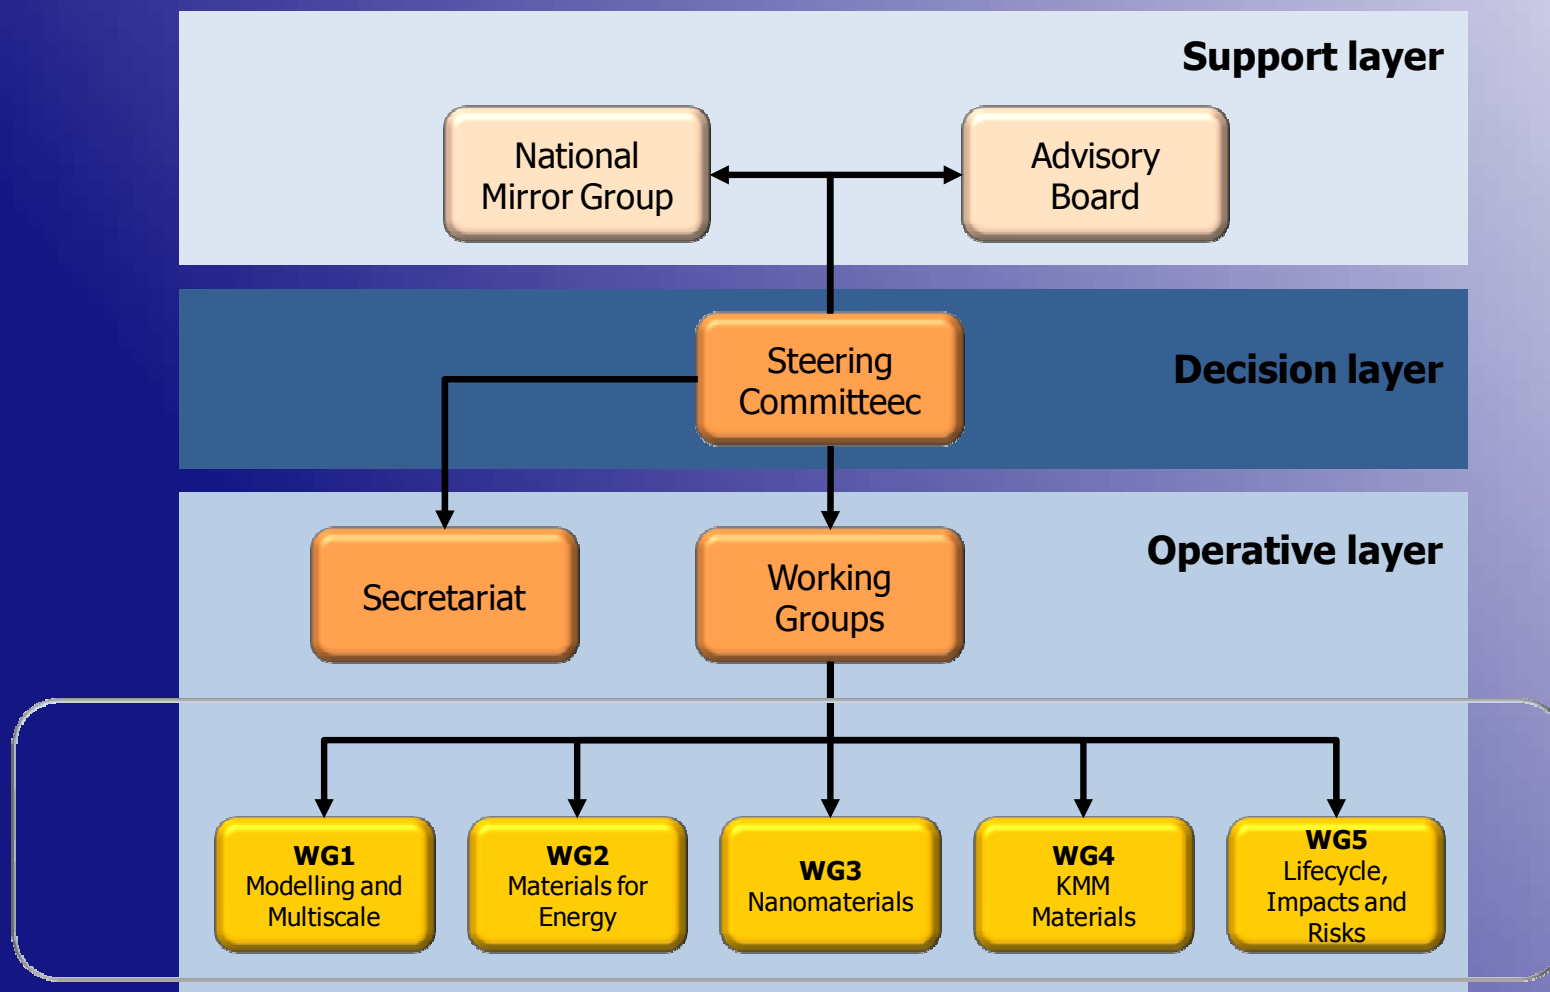 Support layer
National
Mirror Group
Advisory
Board
Steering
Committeec
Decision layer
Operative layer
Secretariat
Working
Groups
WG1
Modelling and
Multiscale
WG2
Materials for
Energy
WG3
Nanomaterials
WG4
KMM
Materials
WG5
Lifecycle,
Impacts and
Risks